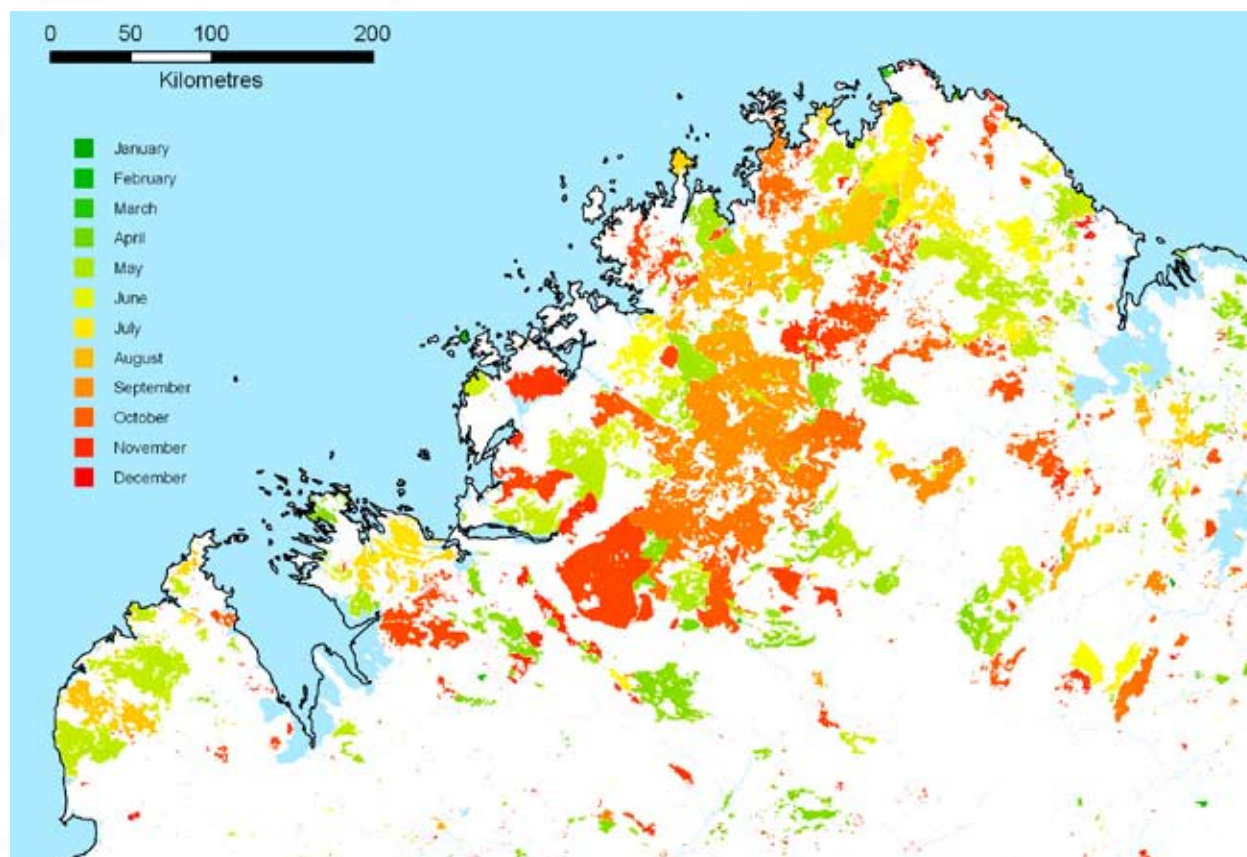 0 50 100 200
Kilometres
January
February
March
April
May
June
July
August
September
October
November
December